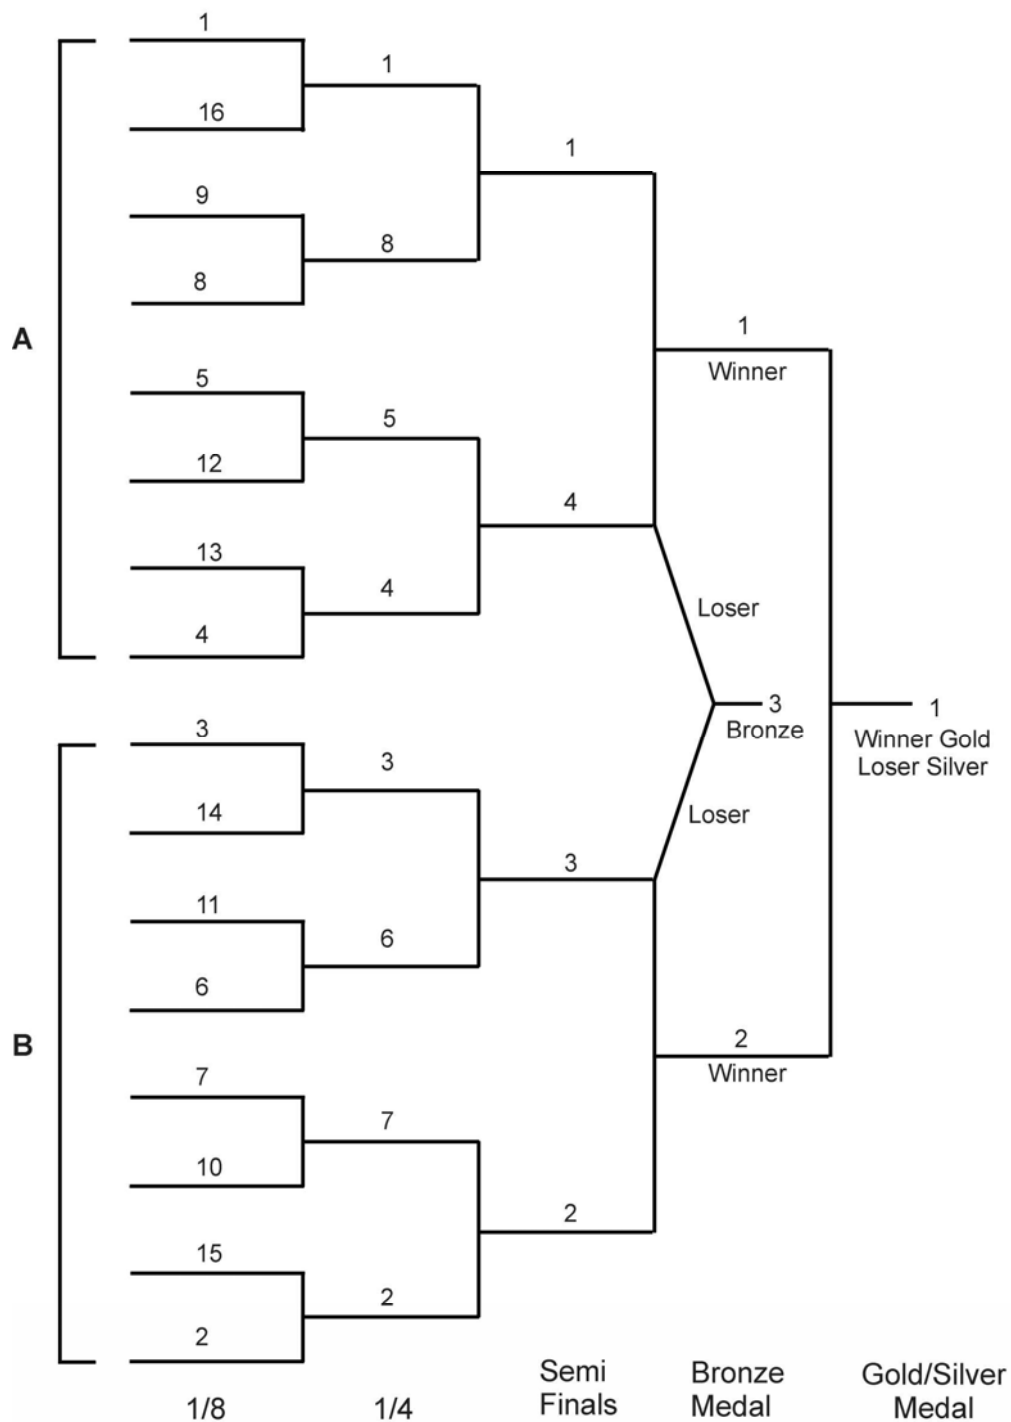 1
1
16
1
9
8
8
A
1
Winner
5
5
12
4
13
4
4
Loser
3
Bronze
1
Winner Gold
Loser Silver
3
3
14
Loser
3
11
6
6
B
2
Winner
7
7
10
2
15
2
2
1/8
1/4
Semi
Finals
Bronze
Medal
Gold/Silver
Medal